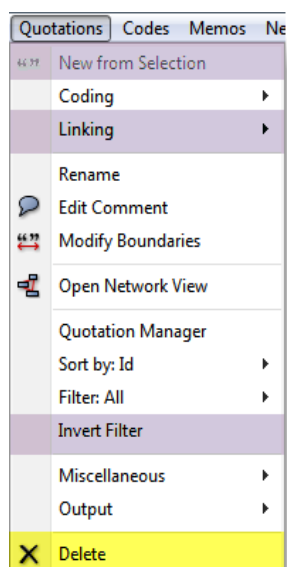 Quotations Codes Memos Ne
New from Selection
Coding
Linking
Rename
Edit Comment
Modify Boundaries
Open Network View
Quotation Manager
Sort by: Id
Filter: All
Invert Filter
Miscellaneous
Output
Delete